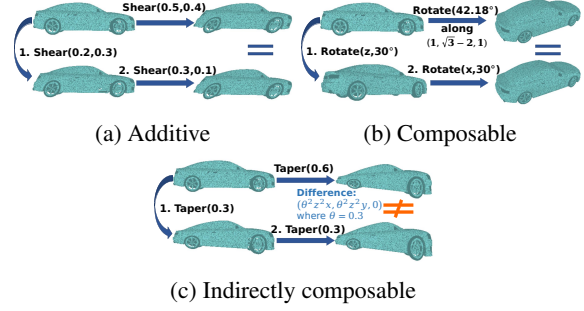 Shear(0.5,0.4)
1. Shear(0.2,0.3)
2. Shear(0.3,0.1)
(a) Additive
Rotate(42.18°)
along
(1, √3−2, 1)
1. Rotate(z,30°)
2. Rotate(x,30°)
(b) Composable
Taper(0.6)
Difference:
(θ²z²x, θ²z²y, 0)
where θ = 0.3
1. Taper(0.3)
2. Taper(0.3)
(c) Indirectly composable